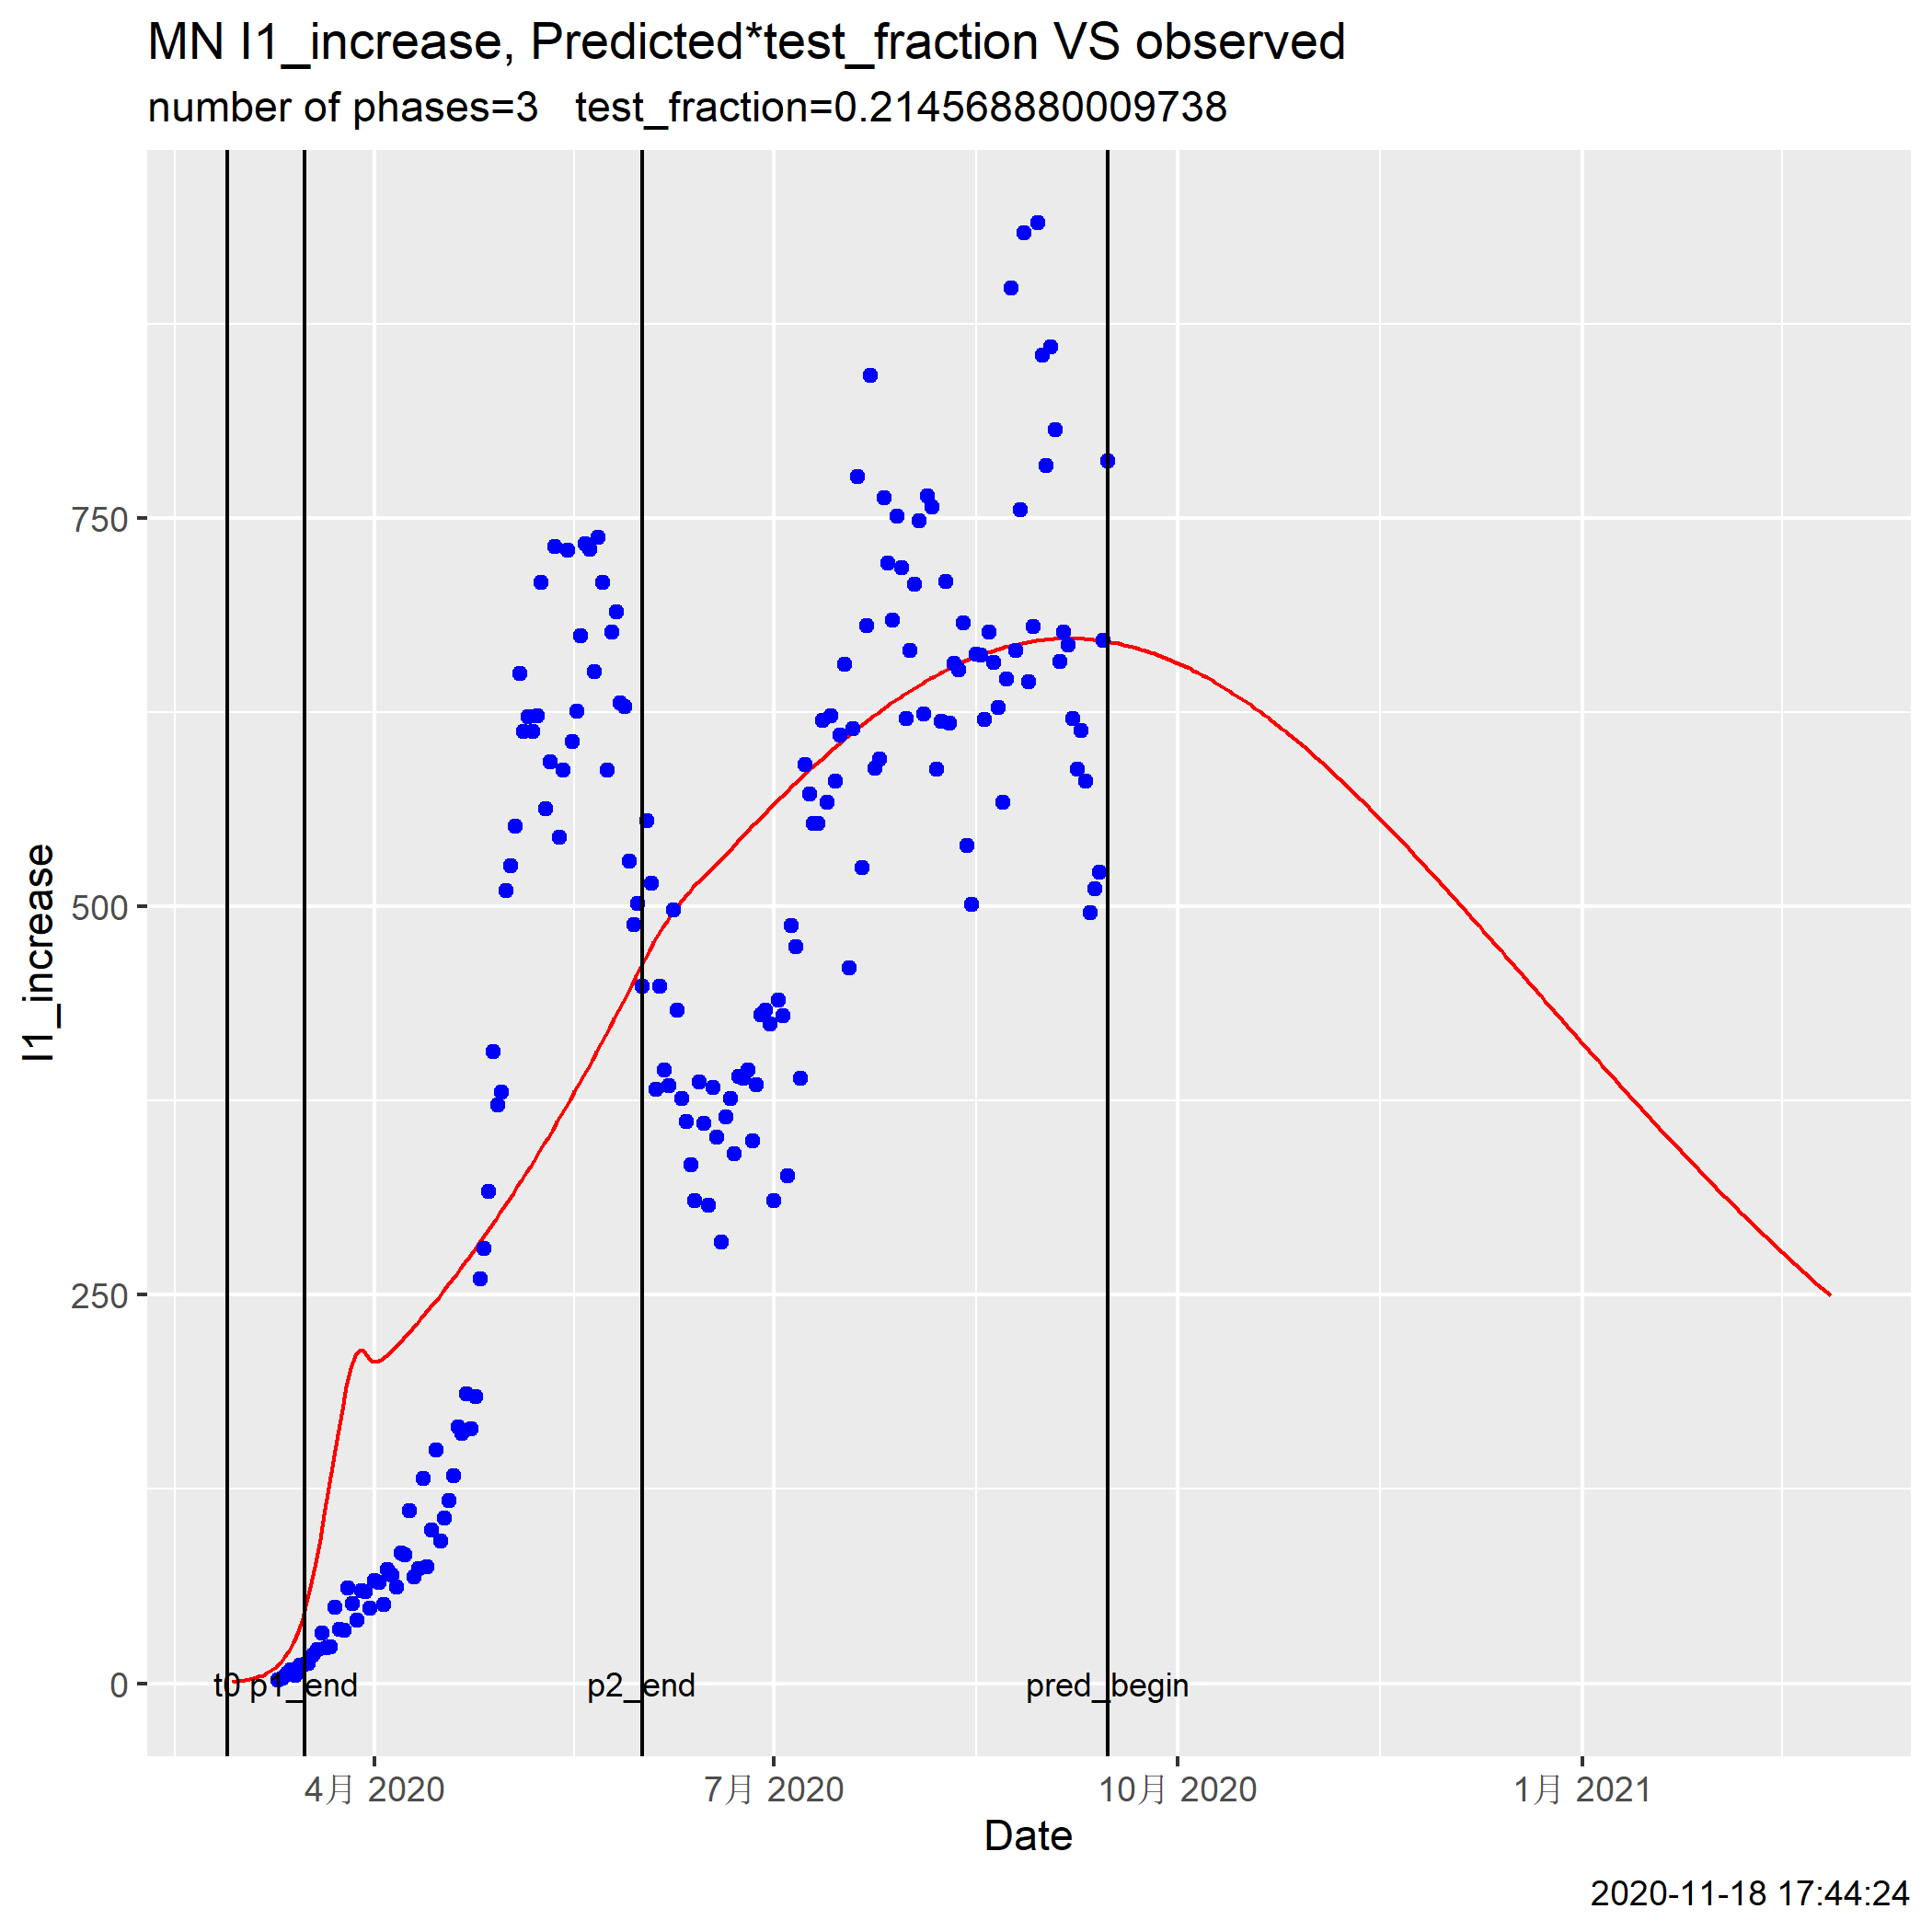 MN I1_increase, Predicted*test_fraction VS observed
number of phases=3   test_fraction=0.214568880009738
I1_increase
750
500
250
0
t0 p1_end p2_end pred_begin
4月 2020 7月 2020 10月 2020 1月 2021
Date
2020-11-18 17:44:24